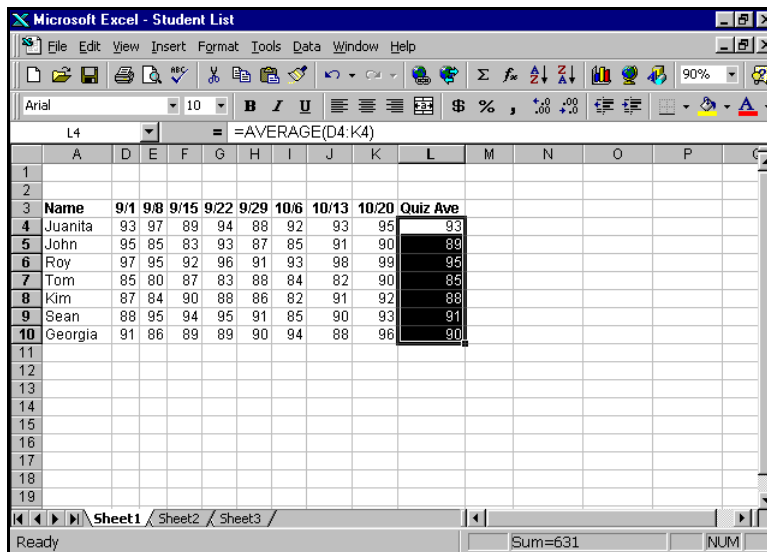 Microsoft Excel - Student List
File Edit View Insert Format Tools Data Window Help
90%
Arial 10 B I U $ % ,
L4 = =AVERAGE(D4:K4)
A D E F G H I J K L M N O P
1
2
3 Name 9/1 9/8 9/15 9/22 9/29 10/6 10/13 10/20 Quiz Ave
4 Juanita 93 97 89 94 88 92 93 95 93
5 John 95 85 83 93 87 85 91 90 89
6 Roy 97 95 92 96 91 93 98 99 95
7 Tom 85 80 87 83 88 84 82 90 85
8 Kim 87 84 90 88 86 82 91 92 88
9 Sean 88 95 94 95 91 85 90 93 91
10 Georgia 91 86 89 89 90 94 88 96 90
11
12
13
14
15
16
17
18
19
Sheet1 Sheet2 Sheet3
Ready Sum=631 NUM